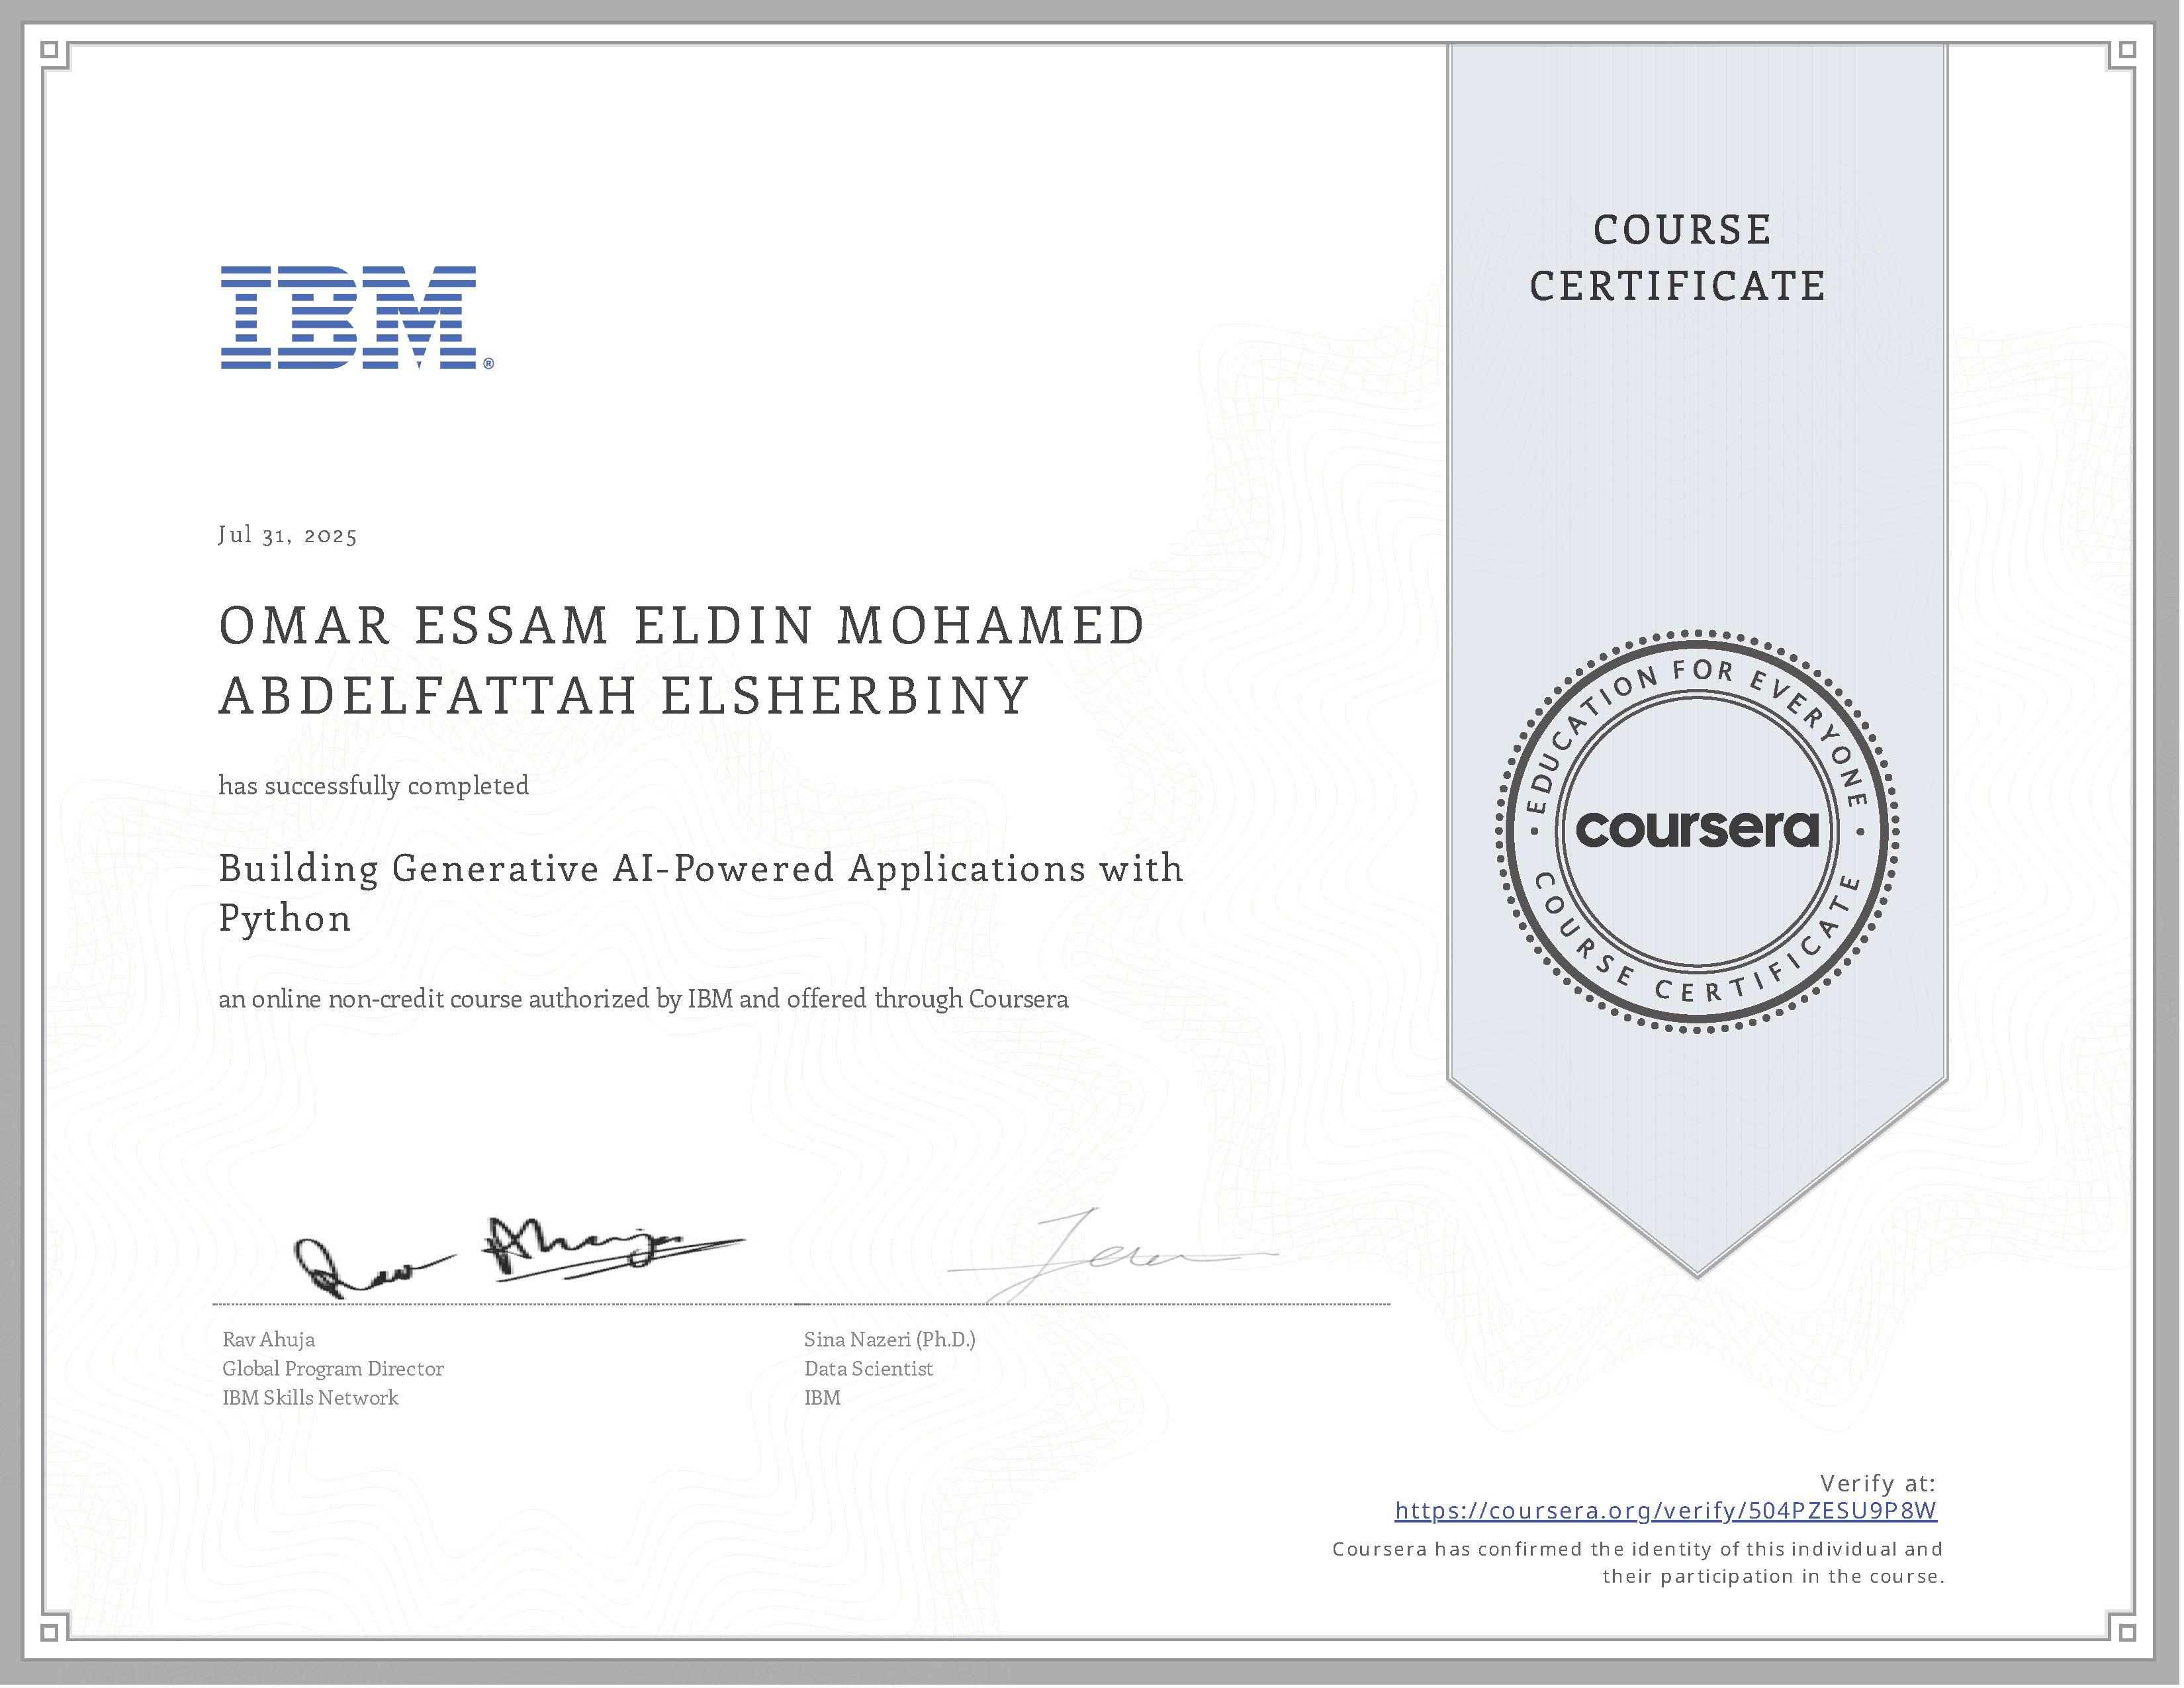 COURSE
CERTIFICATE
IBM®
Jul 31, 2025
OMAR ESSAM ELDIN MOHAMED
ABDELFATTAH ELSHERBINY
has successfully completed
Building Generative AI-Powered Applications with
Python
an online non-credit course authorized by IBM and offered through Coursera
EDUCATION FOR EVERYONE
coursera
COURSE CERTIFICATE
Rav Ahuja
Rav Ahuja
Global Program Director
IBM Skills Network
Sina Nazeri (Ph.D.)
Data Scientist
IBM
Verify at:
https://coursera.org/verify/504PZESU9P8W
Coursera has confirmed the identity of this individual and
their participation in the course.